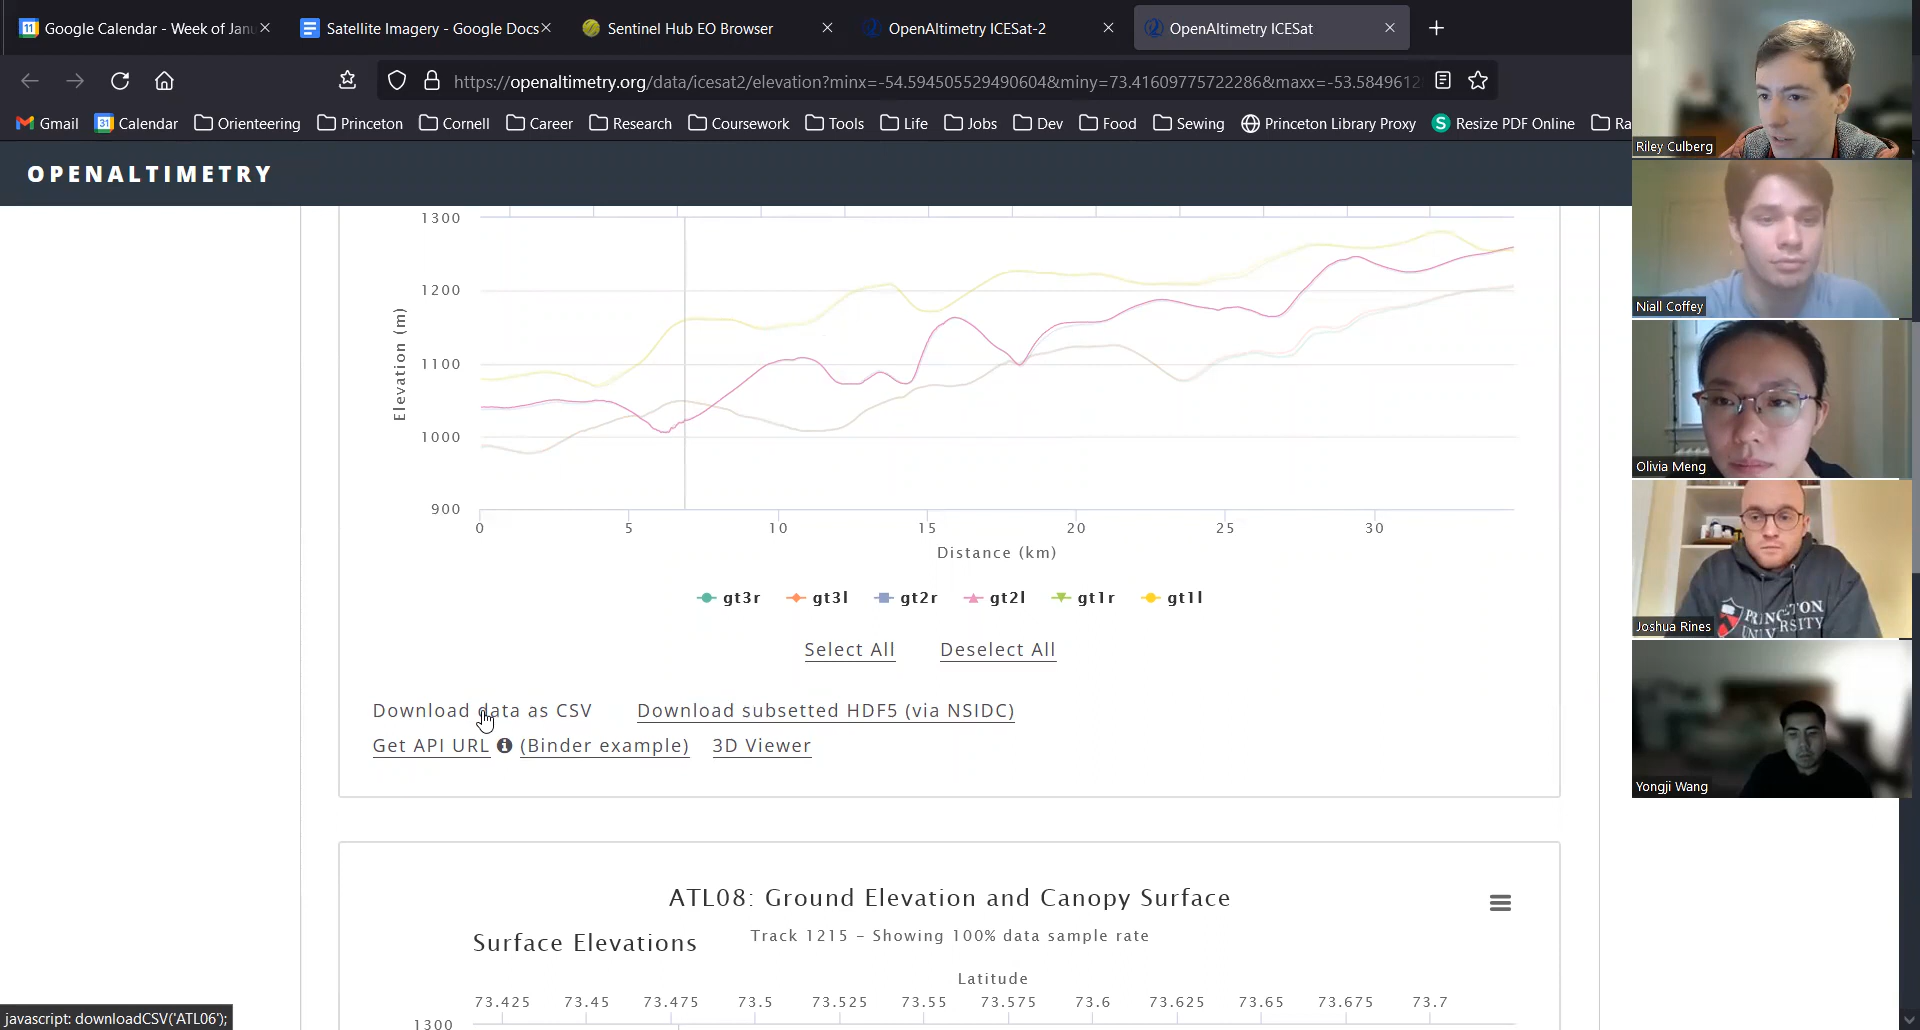 Google Calendar - Week of Janu
Satellite Imagery - Google Docs
Sentinel Hub EO Browser
OpenAltimetry ICESat-2
OpenAltimetry ICESat
https://openaltimetry.org/data/icesat2/elevation?minx=-54.594505529490604&miny=73.41609775722286&maxx=-53.5849612
Gmail
Calendar
Orienteering
Princeton
Cornell
Career
Research
Coursework
Tools
Life
Jobs
Dev
Food
Sewing
Princeton Library Proxy
Resize PDF Online
Ra
OPENALTIMETRY
1300
1200
1100
1000
900
Elevation (m)
0 5 10 15 20 25 30
Distance (km)
gt3r gt3l gt2r gt2l gt1r gt1l
Select All Deselect All
Download data as CSV Download subsetted HDF5 (via NSIDC)
Get API URL (Binder example) 3D Viewer
ATL08: Ground Elevation and Canopy Surface
Surface Elevations
Track 1215 – Showing 100% data sample rate
Latitude
73.425 73.45 73.475 73.5 73.525 73.55 73.575 73.6 73.625 73.65 73.675 73.7
1300
javascript: downloadCSV('ATL06');
Riley Culberg
Niall Coffey
Olivia Meng
PRINCETON
UNIVERSITY
Joshua Rines
Yongji Wang